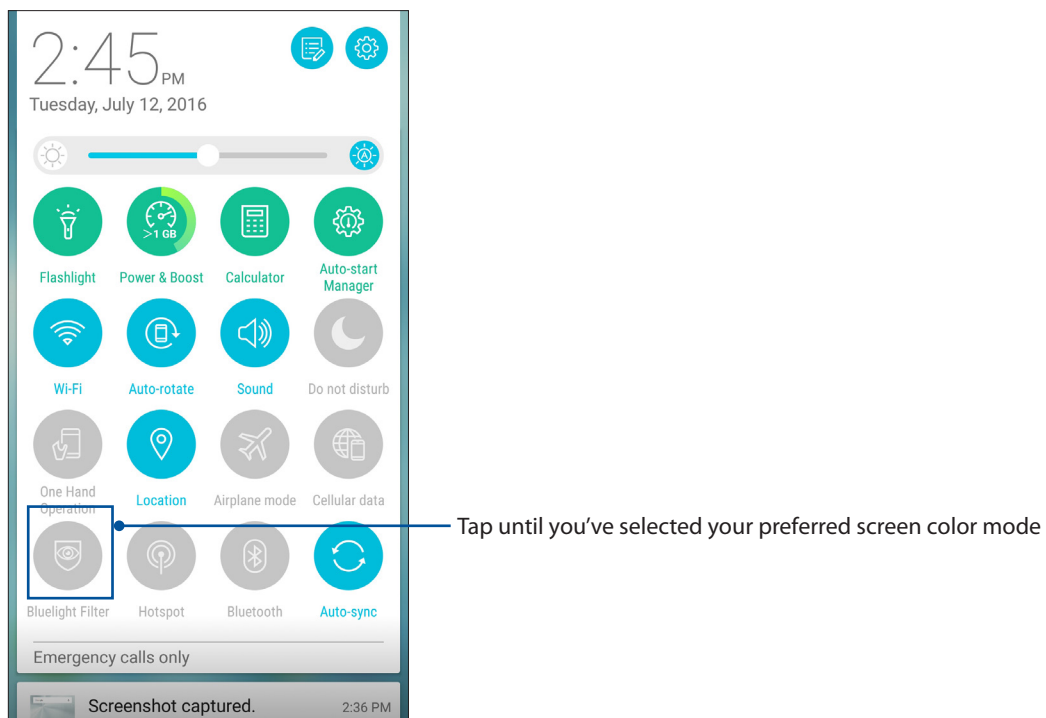 2:45 PM
Tuesday, July 12, 2016
A
>1 GB
Flashlight
Power & Boost
Calculator
Auto-start
Manager
Wi-Fi
Auto-rotate
Sound
Do not disturb
One Hand
Operation
Location
Airplane mode
Cellular data
Tap until you’ve selected your preferred screen color mode
Bluelight Filter
Hotspot
Bluetooth
Auto-sync
Emergency calls only
Screenshot captured.
2:36 PM